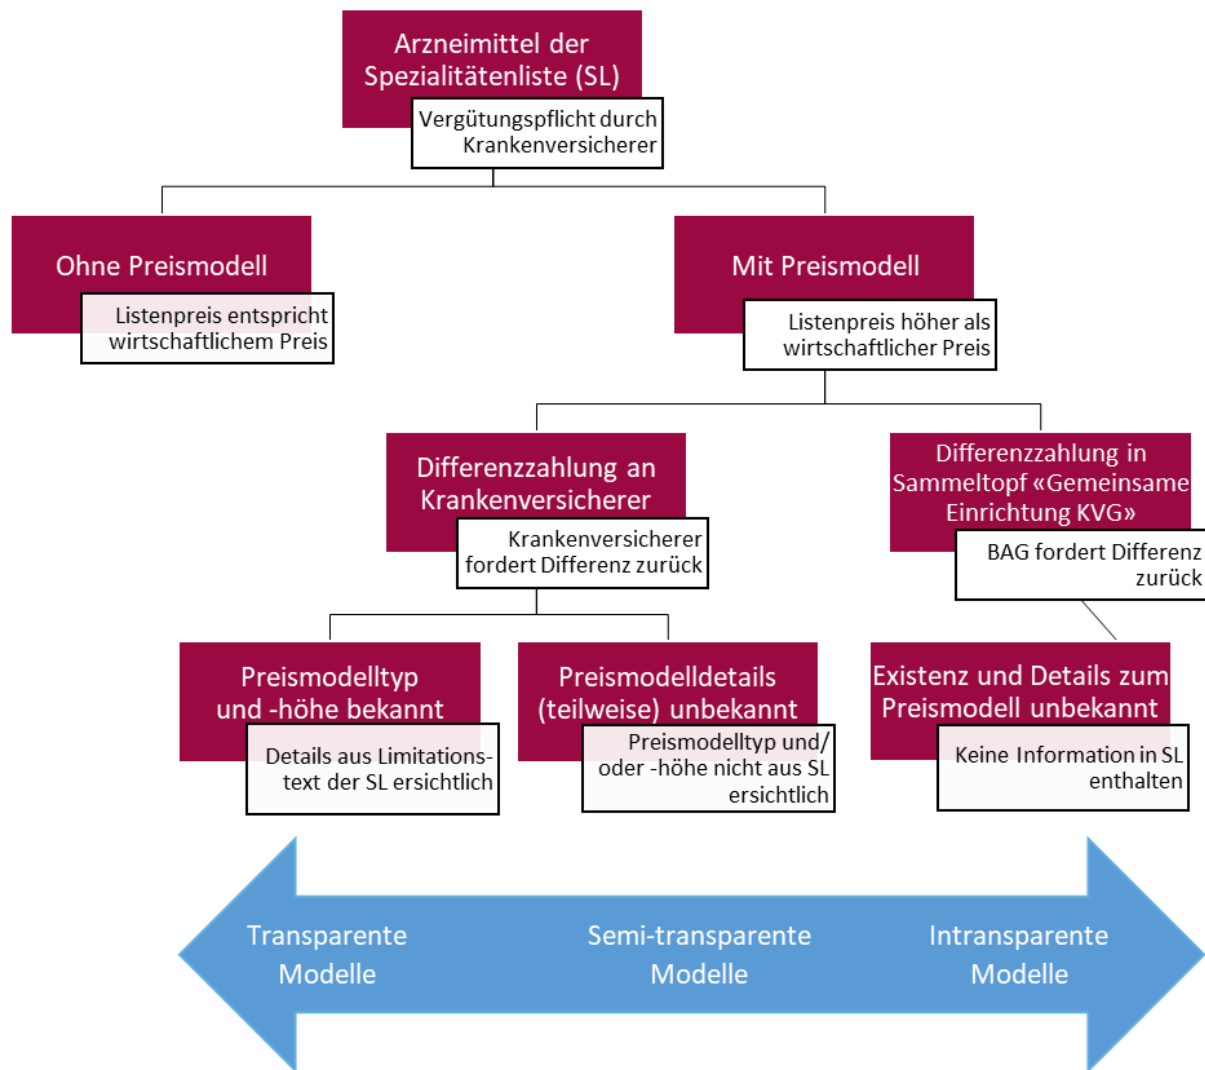 Arzneimittel der
Spezialitätenliste (SL)
Vergütungspflicht durch
Krankenversicherer
Ohne Preismodell
Listenpreis entspricht
wirtschaftlichem Preis
Mit Preismodell
Listenpreis höher als
wirtschaftlicher Preis
Differenzzahlung an
Krankenversicherer
Krankenversicherer
fordert Differenz zurück
Differenzzahlung in
Sammeltopf «Gemeinsame
Einrichtung KVG»
BAG fordert Differenz
zurück
Preismodelltyp
und -höhe bekannt
Details aus Limitations-
text der SL ersichtlich
Preismodelldetails
(teilweise) unbekannt
Preismodelltyp und/
oder -höhe nicht aus SL
ersichtlich
Existenz und Details zum
Preismodell unbekannt
Keine Information in SL
enthalten
Transparente
Modelle
Semi-transparente
Modelle
Intransparente
Modelle